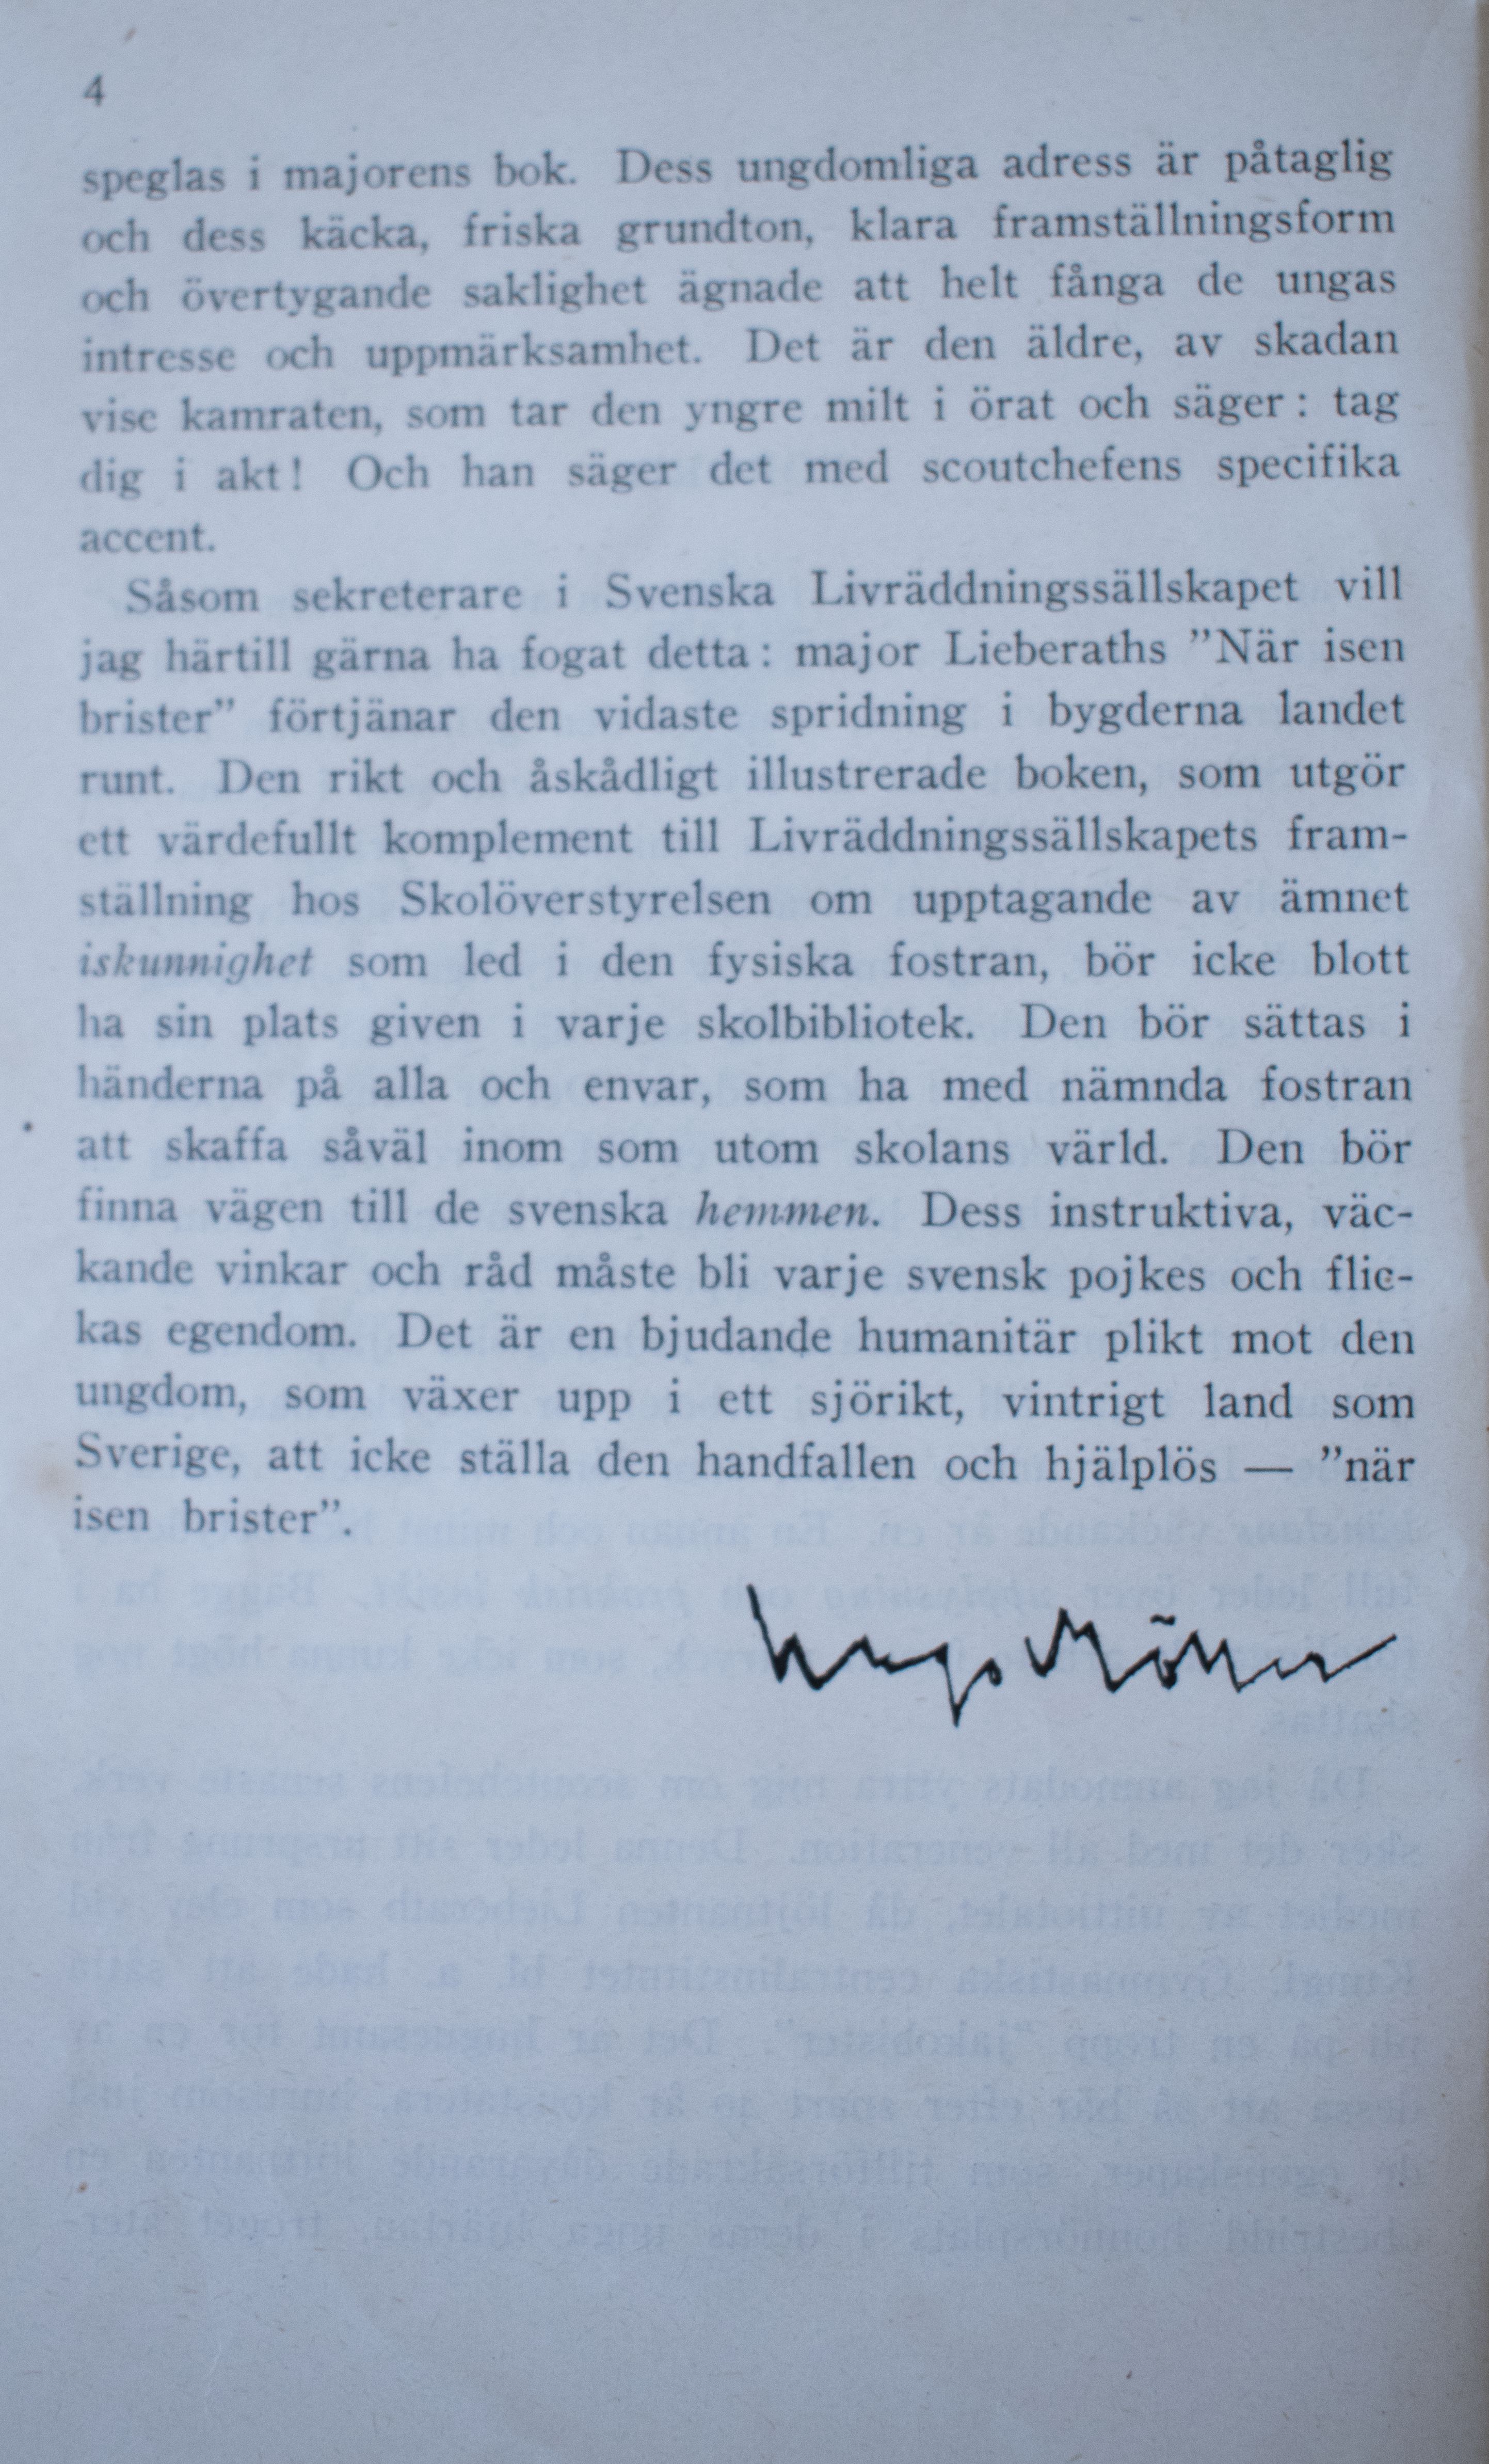 4
speglas i majorens bok. Dess ungdomliga adress är påtaglig
och dess käcka, friska grundton, klara framställningsform
och övertygande saklighet ägnade att helt fånga de ungas
intresse och uppmärksamhet. Det är den äldre, av skadan
vise kamraten, som tar den yngre milt i örat och säger: tag
dig i akt! Och han säger det med scoutchefens specifika
accent.
Såsom sekreterare i Svenska Livräddningssällskapet vill
jag härtill gärna ha fogat detta: major Lieberaths ”När isen
brister” förtjänar den vidaste spridning i bygderna landet
runt. Den rikt och åskådligt illustrerade boken, som utgör
ett värdefullt komplement till Livräddningssällskapets fram-
ställning hos Skolöverstyrelsen om upptagande av ämnet
iskunnighet som led i den fysiska fostran, bör icke blott
ha sin plats given i varje skolbibliotek. Den bör sättas i
händerna på alla och envar, som ha med nämnda fostran
att skaffa såväl inom som utom skolans värld. Den bör
finna vägen till de svenska hemmen. Dess instruktiva, väc-
kande vinkar och råd måste bli varje svensk pojkes och flic-
kas egendom. Det är en bjudande humanitär plikt mot den
ungdom, som växer upp i ett sjörikt, vintrigt land som
Sverige, att icke ställa den handfallen och hjälplös — ”när
isen brister”.